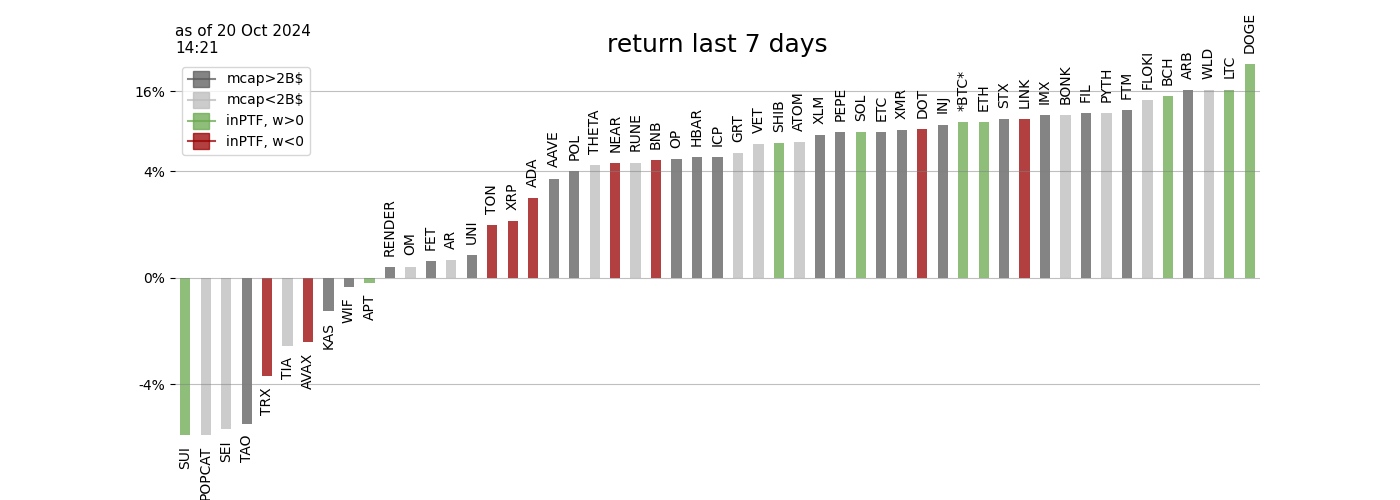 as of 20 Oct 2024
14:21
return last 7 days
mcap>2B$
mcap<2B$
inPTF, w>0
inPTF, w<0
16%
4%
0%
-4%
SUI
POPCAT
SEI
TAO
TRX
TIA
AVAX
KAS
WIF
APT
RENDER
OM
FET
AR
UNI
TON
XRP
ADA
AAVE
POL
THETA
NEAR
RUNE
BNB
OP
HBAR
ICP
GRT
VET
SHIB
ATOM
XLM
PEPE
SOL
ETC
XMR
DOT
INJ
*BTC*
ETH
STX
LINK
IMX
BONK
FIL
PYTH
FTM
FLOKI
BCH
ARB
WLD
LTC
DOGE